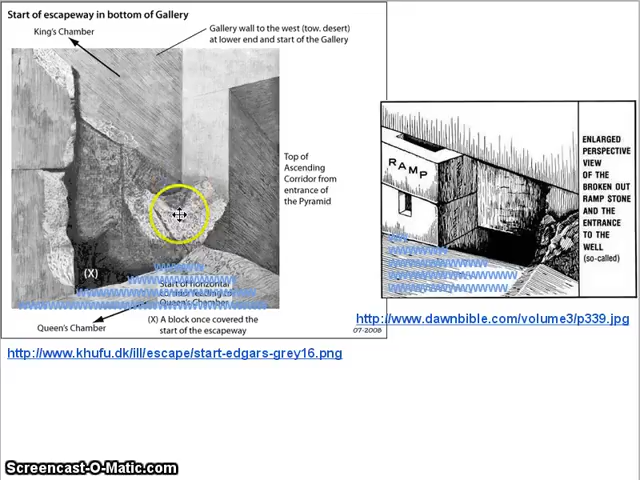 Start of escapeway in bottom of Gallery
King's Chamber
Gallery wall to the west (tow. desert)
at lower end and start of the Gallery
Top of
Ascending
Corridor from
entrance of
the Pyramid
(X)
Start of horizontal
Queen's Chamber
Queen's Chamber
(X) A block once covered the
start of the escapeway
07-2008
http://www.khufu.dk/ill/escape/start-edgars-grey16.png
RAMP
ENLARGED
PERSPECTIVE
VIEW
OF THE
BROKEN OUT
RAMP STONE
AND THE
ENTRANCE
TO THE
WELL
(so-called)
http://www.dawnbible.com/volume3/p339.jpg
Screencast-O-Matic.com